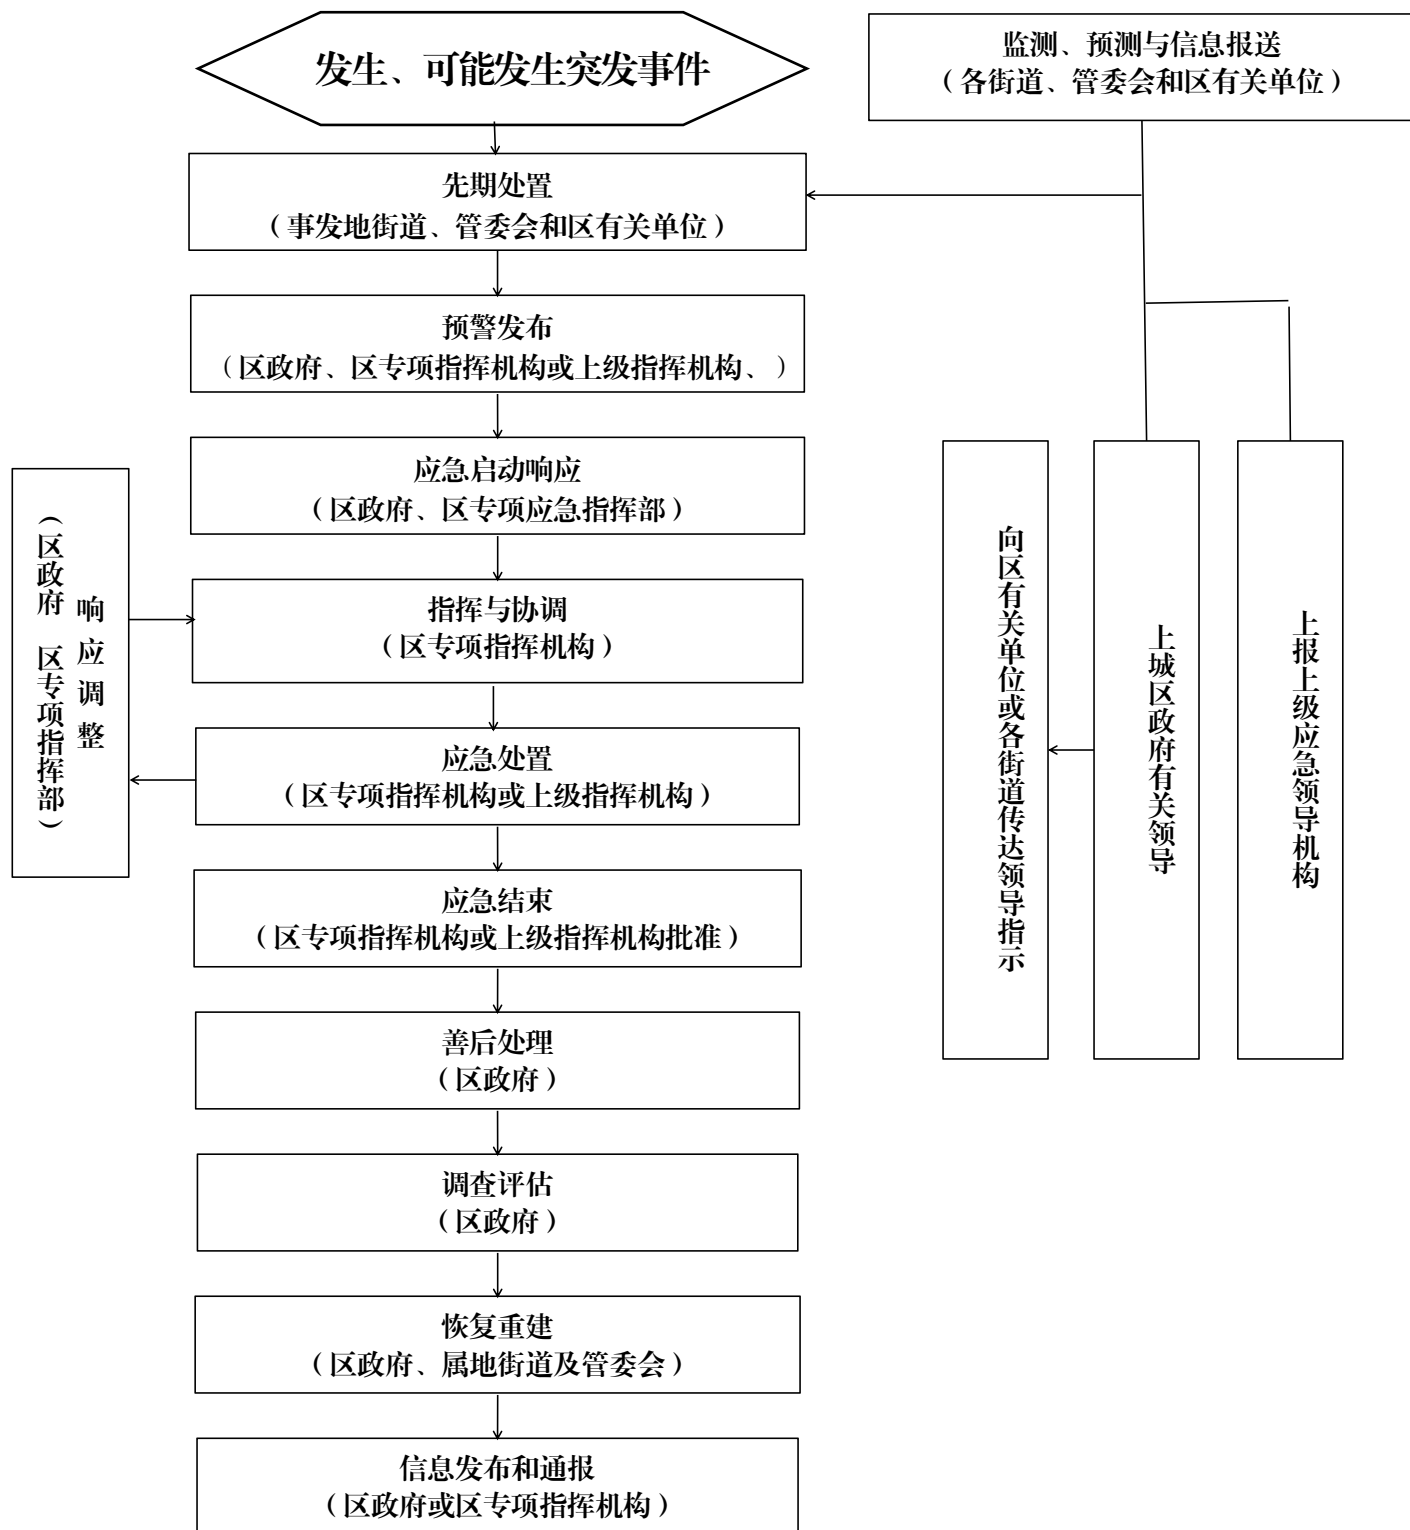 发生、可能发生突发事件
监测、预测与信息报送
（各街道、管委会和区有关单位）
先期处置
（事发地街道、管委会和区有关单位）
预警发布
（区政府、区专项指挥机构或上级指挥机构、）
应急启动响应
（区政府、区专项应急指挥部）
响应调整
（区政府 区专项指挥部）
指挥与协调
（区专项指挥机构）
应急处置
（区专项指挥机构或上级指挥机构）
应急结束
（区专项指挥机构或上级指挥机构批准）
善后处理
（区政府）
调查评估
（区政府）
恢复重建
（区政府、属地街道及管委会）
信息发布和通报
（区政府或区专项指挥机构）
向区有关单位或各街道传达领导指示
上城区政府有关领导
上报上级应急领导机构